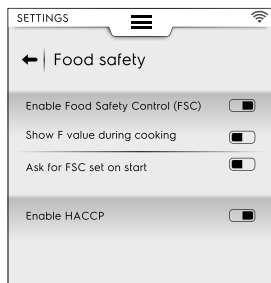 SETTINGS
Food safety
Enable Food Safety Control (FSC)
Show F value during cooking
Ask for FSC set on start
Enable HACCP